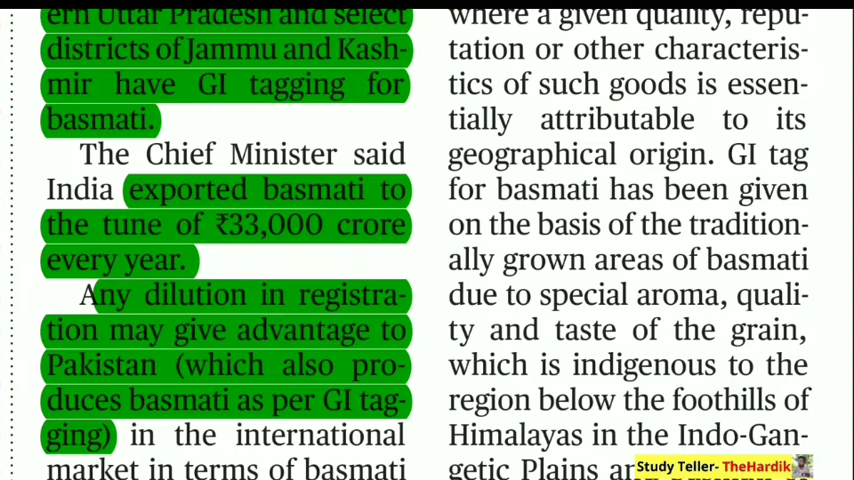 ern Uttar Pradesh and select
districts of Jammu and Kash-
mir have GI tagging for
basmati.
The Chief Minister said
India exported basmati to
the tune of ₹33,000 crore
every year.
Any dilution in registra-
tion may give advantage to
Pakistan (which also pro-
duces basmati as per GI tag-
ging) in the international
market in terms of basmati
where a given quality, repu-
tation or other characteris-
tics of such goods is essen-
tially attributable to its
geographical origin. GI tag
for basmati has been given
on the basis of the tradition-
ally grown areas of basmati
due to special aroma, quali-
ty and taste of the grain,
which is indigenous to the
region below the foothills of
Himalayas in the Indo-Gan-
getic Plains
Study Teller- TheHardik